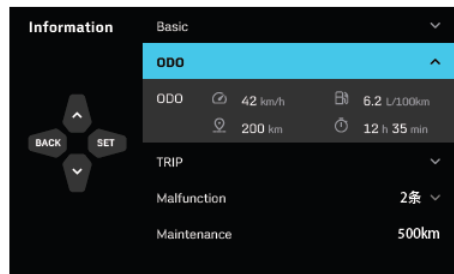 Information
Basic
ODO
ODO 42 km/h 6.2 L/100km
200 km 12 h 35 min
BACK SET
TRIP
Malfunction 2条
Maintenance 500km